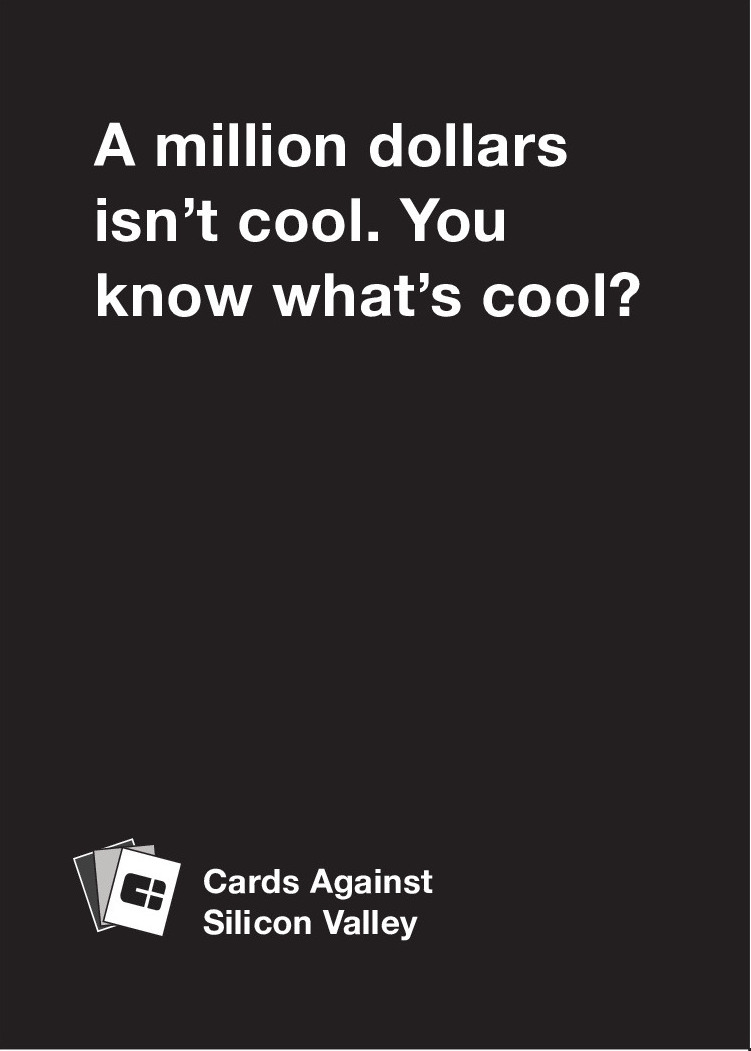 A million dollars
isn’t cool. You
know what’s cool?
Cards Against
Silicon Valley